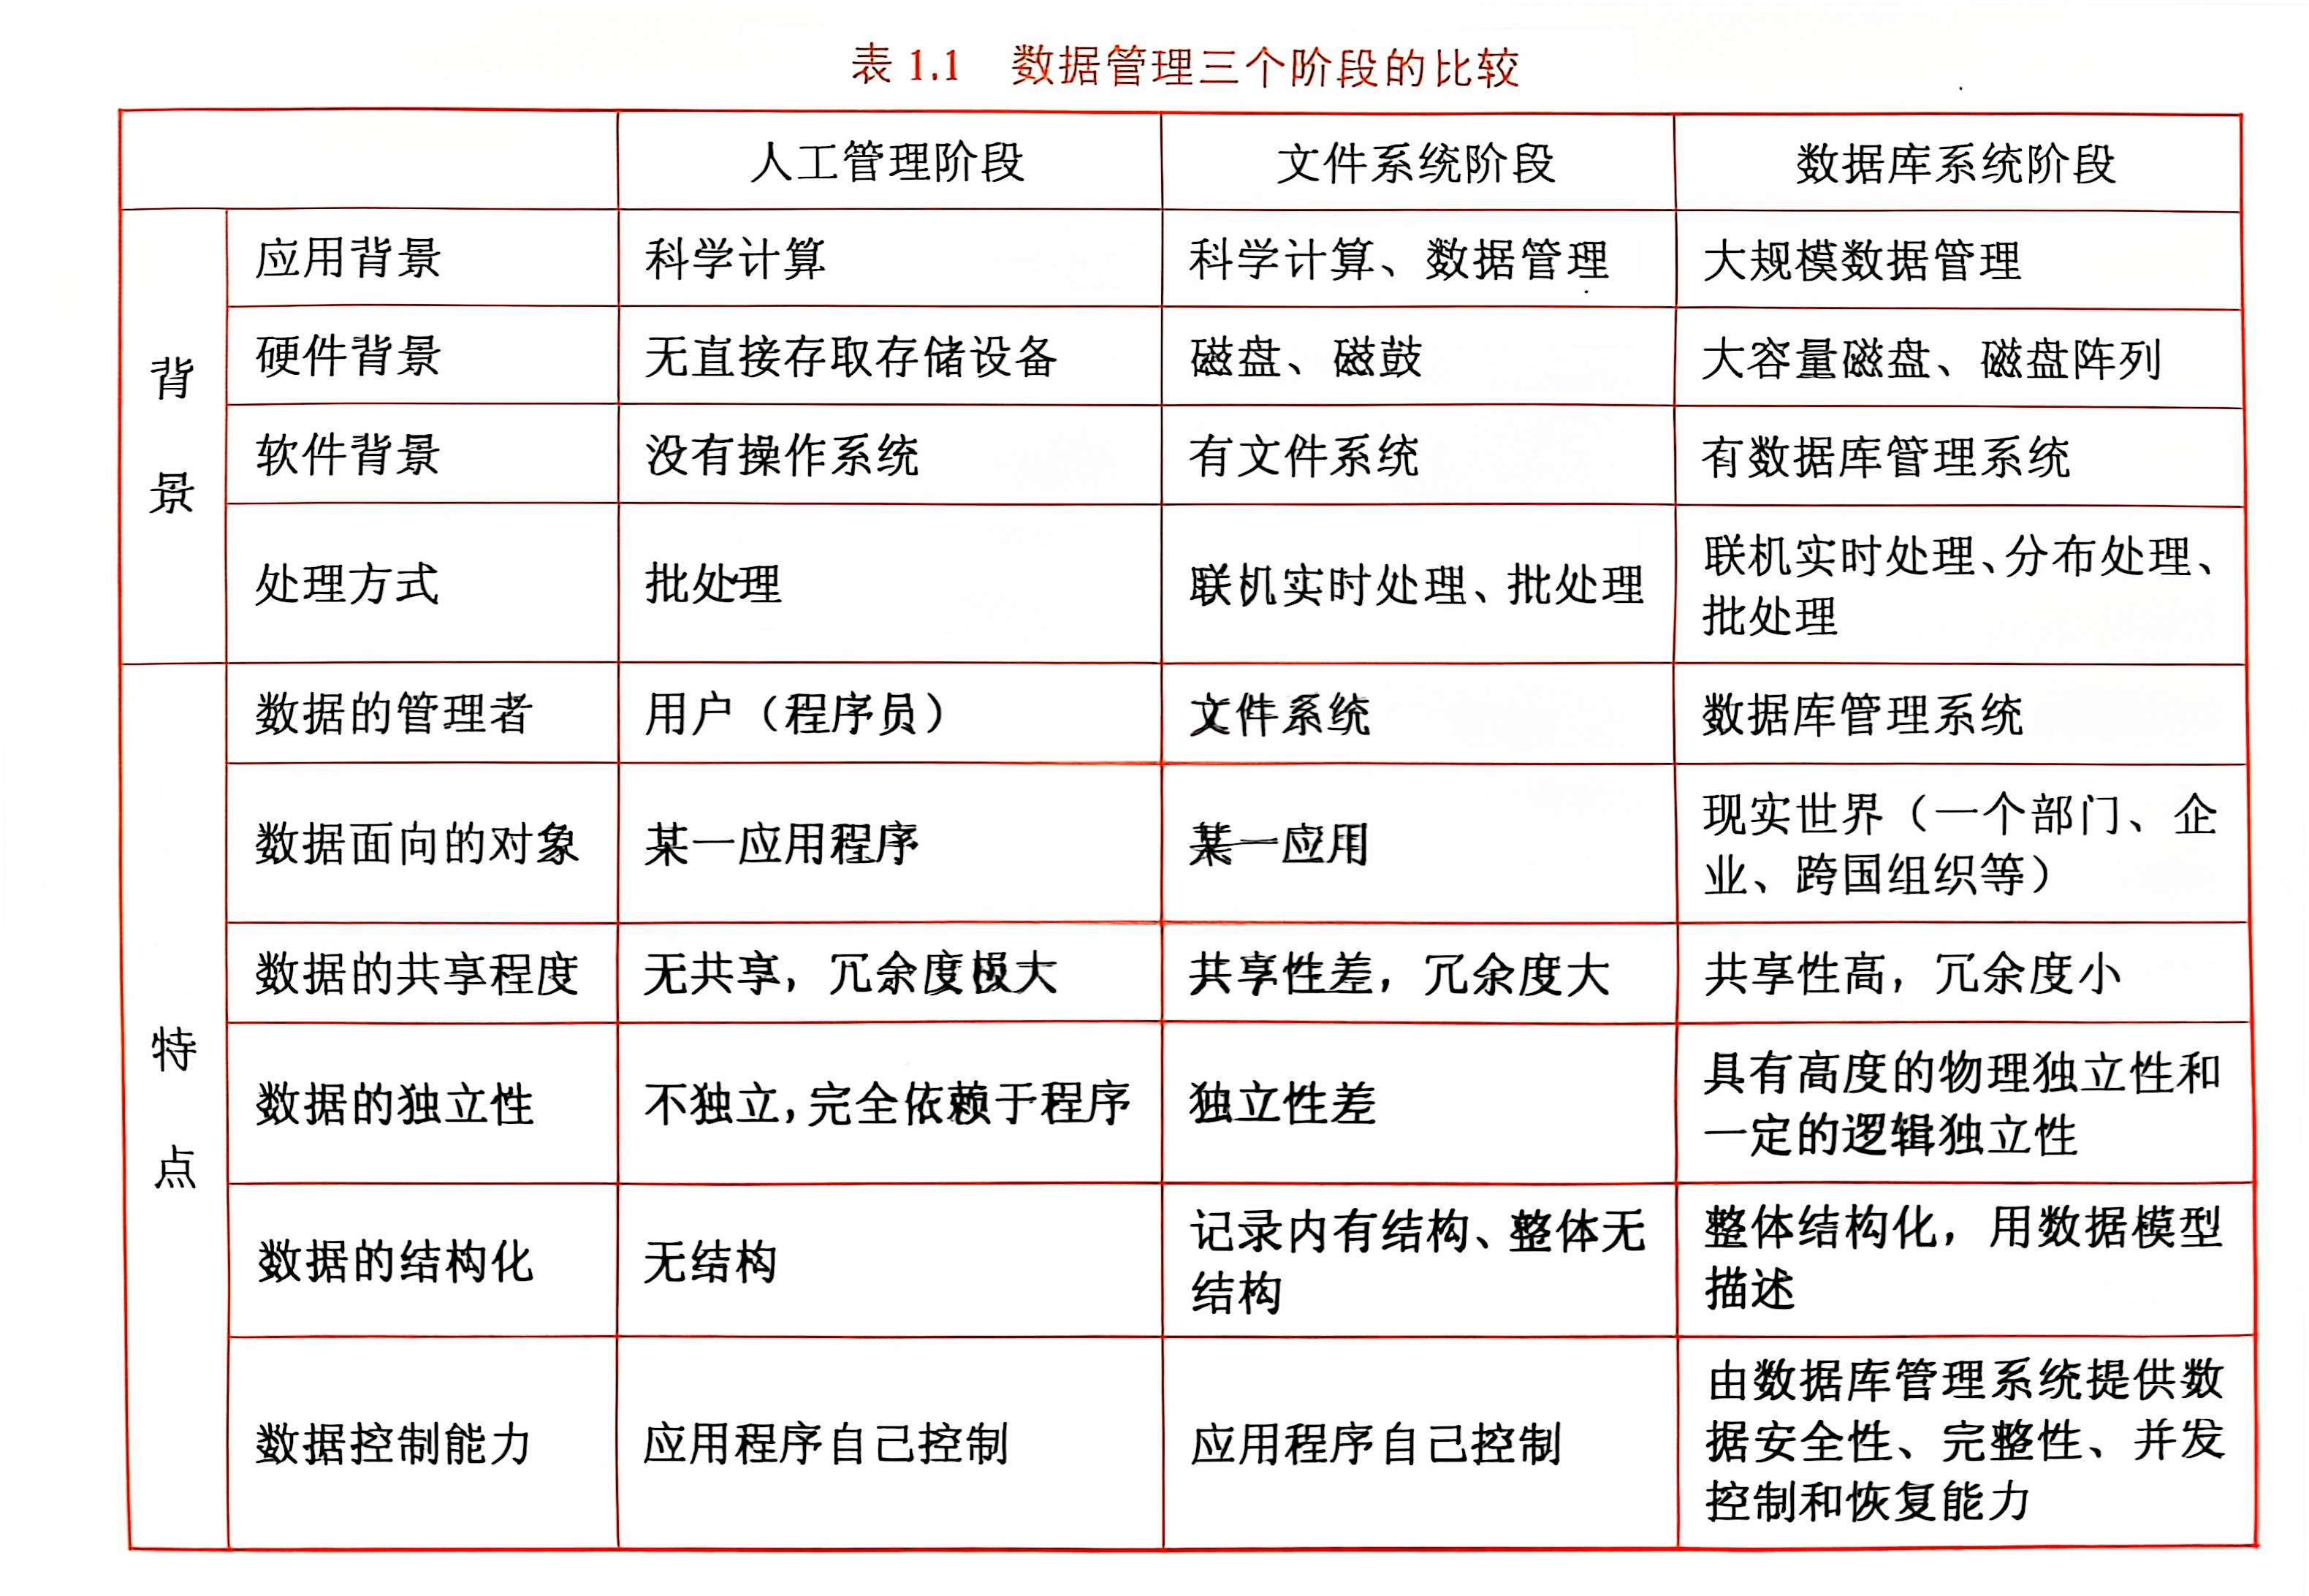 表 1.1 数据管理三个阶段的比较
人工管理阶段 文件系统阶段 数据库系统阶段
背景
应用背景 科学计算 科学计算、数据管理 大规模数据管理
硬件背景 无直接存取存储设备 磁盘、磁鼓 大容量磁盘、磁盘阵列
软件背景 没有操作系统 有文件系统 有数据库管理系统
处理方式 批处理 联机实时处理、批处理 联机实时处理、分布处理、
批处理
特点
数据的管理者 用户（程序员） 文件系统 数据库管理系统
数据面向的对象 某一应用程序 某一应用 现实世界（一个部门、企
业、跨国组织等）
数据的共享程度 无共享，冗余度极大 共享性差，冗余度大 共享性高，冗余度小
数据的独立性 不独立，完全依赖于程序 独立性差 具有高度的物理独立性和
一定的逻辑独立性
数据的结构化 无结构 记录内有结构、整体无
结构 整体结构化，用数据模型
描述
数据控制能力 应用程序自己控制 应用程序自己控制 由数据库管理系统提供数
据安全性、完整性、并发
控制和恢复能力